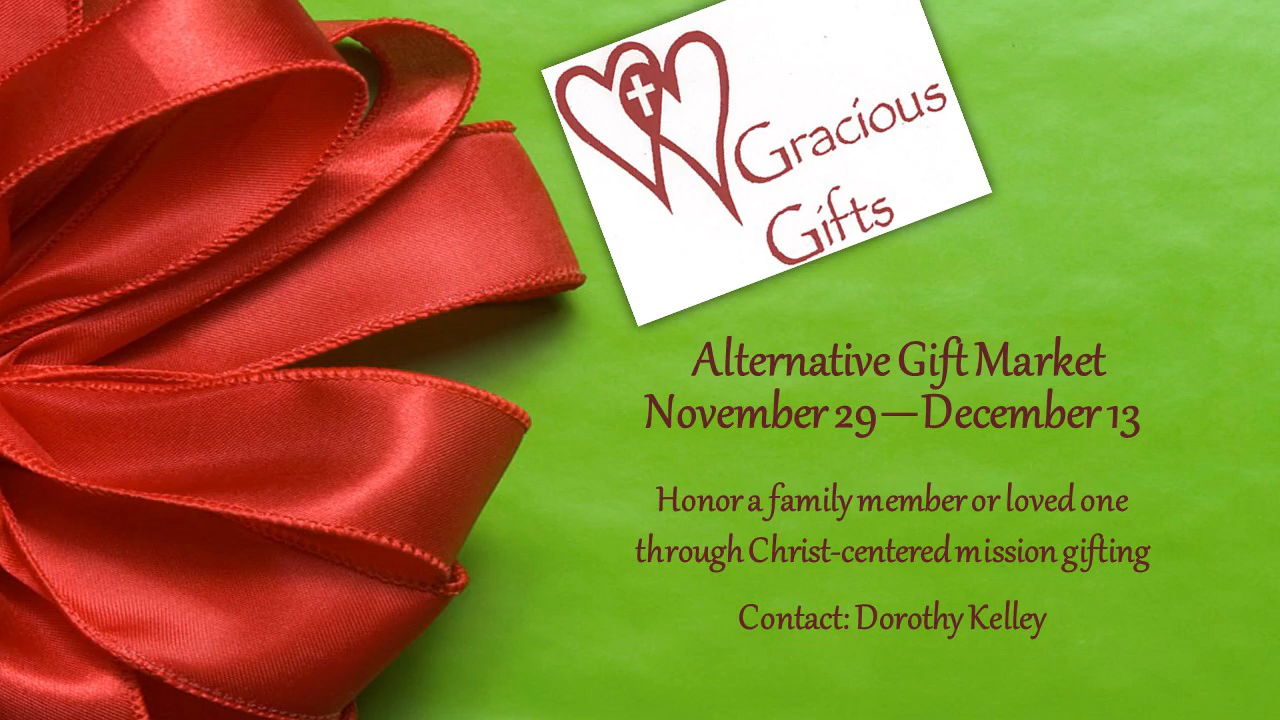 Gracious
Gifts
Alternative Gift Market
November 29—December 13
Honor a family member or loved one
through Christ-centered mission gifting
Contact: Dorothy Kelley